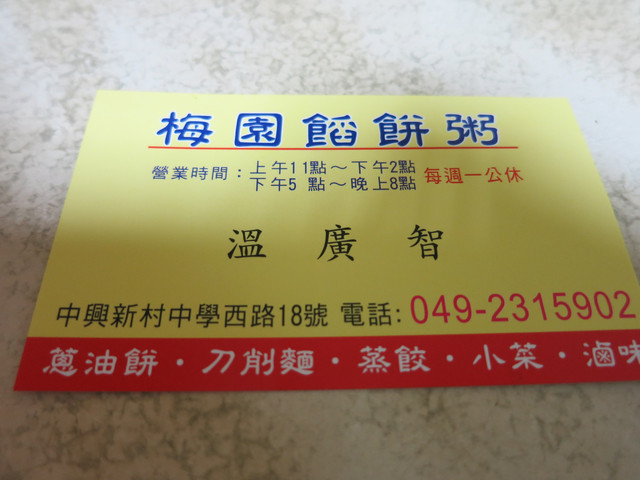 梅園餡餅粥
營業時間：上午11點～下午2點
下午5點～晚上8點
每週一公休
溫廣智
中興新村中學西路18號 電話：049-2315902
蔥油餅・刀削麵・蒸餃・小菜・滷味